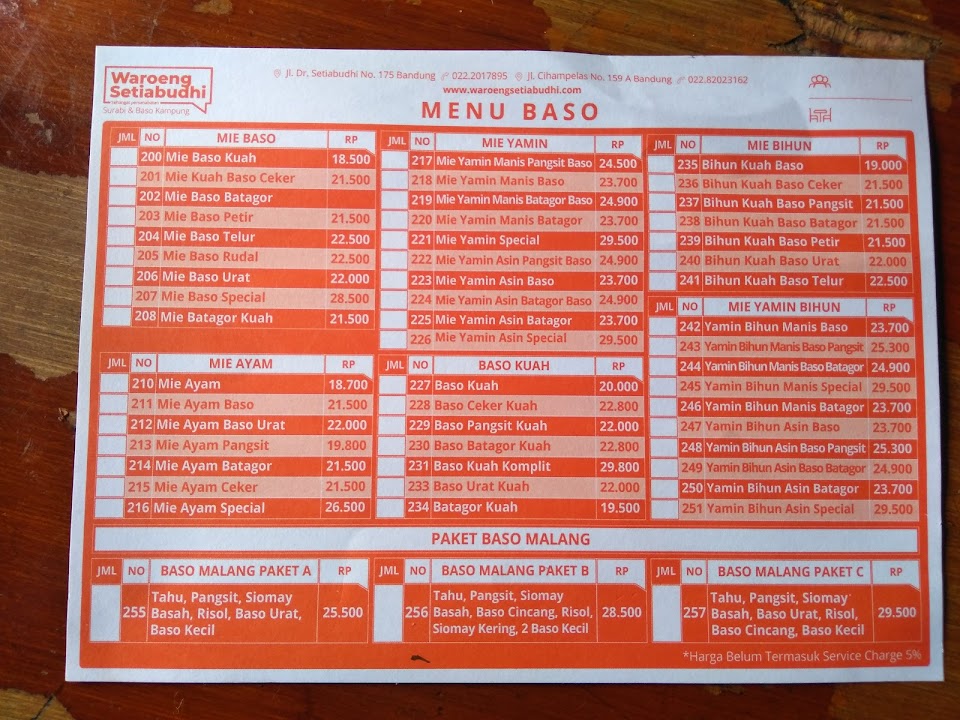 Waroeng
Setiabudhi
Surabi & Baso Kampung
Jl. Dr. Setiabudhi No. 175 Bandung 022.2017895 Jl. Cihampelas No. 159 A Bandung 022.82023162
www.waroengsetiabudhi.com
MENU BASO
JML NO MIE BASO RP
200 Mie Baso Kuah 18.500
201 Mie Kuah Baso Ceker 21.500
202 Mie Baso Batagor
203 Mie Baso Petir 21.500
204 Mie Baso Telur 22.500
205 Mie Baso Rudal 22.500
206 Mie Baso Urat 22.000
207 Mie Baso Special 28.500
208 Mie Batagor Kuah 21.500
JML NO MIE AYAM RP
210 Mie Ayam 18.700
211 Mie Ayam Baso 21.500
212 Mie Ayam Baso Urat 22.000
213 Mie Ayam Pangsit 19.800
214 Mie Ayam Batagor 21.500
215 Mie Ayam Ceker 21.500
216 Mie Ayam Special 26.500
JML NO MIE YAMIN RP
217 Mie Yamin Manis Pangsit Baso 24.500
218 Mie Yamin Manis Baso 23.700
219 Mie Yamin Manis Batagor Baso 24.900
220 Mie Yamin Manis Batagor 23.700
221 Mie Yamin Special 29.500
222 Mie Yamin Asin Pangsit Baso 24.900
223 Mie Yamin Asin Baso 23.700
224 Mie Yamin Asin Batagor Baso 24.900
225 Mie Yamin Asin Batagor 23.700
226 Mie Yamin Asin Special 29.500
JML NO BASO KUAH RP
227 Baso Kuah 20.000
228 Baso Ceker Kuah 22.800
229 Baso Pangsit Kuah 22.000
230 Baso Batagor Kuah 22.800
231 Baso Kuah Komplit 29.800
233 Baso Urat Kuah 22.000
234 Batagor Kuah 19.500
JML NO MIE BIHUN RP
235 Bihun Kuah Baso 19.000
236 Bihun Kuah Baso Ceker 21.500
237 Bihun Kuah Baso Pangsit 21.500
238 Bihun Kuah Baso Batagor 21.500
239 Bihun Kuah Baso Petir 21.500
240 Bihun Kuah Baso Urat 22.000
241 Bihun Kuah Baso Telur 22.500
JML NO MIE YAMIN BIHUN RP
242 Yamin Bihun Manis Baso 23.700
243 Yamin Bihun Manis Baso Pangsit 25.300
244 Yamin Bihun Manis Baso Batagor 24.900
245 Yamin Bihun Manis Special 29.500
246 Yamin Bihun Manis Batagor 23.700
247 Yamin Bihun Asin Baso 23.700
248 Yamin Bihun Asin Baso Pangsit 25.300
249 Yamin Bihun Asin Baso Batagor 24.900
250 Yamin Bihun Asin Batagor 23.700
251 Yamin Bihun Asin Special 29.500
PAKET BASO MALANG
JML NO BASO MALANG PAKET A RP
255 Tahu, Pangsit, Siomay
Basah, Risol, Baso Urat, 25.500
Baso Kecil
JML NO BASO MALANG PAKET B RP
256 Tahu, Pangsit, Siomay
Basah, Baso Cincang, Risol, 28.500
Siomay Kering, 2 Baso Kecil
JML NO BASO MALANG PAKET C RP
257 Tahu, Pangsit, Siomay
Basah, Baso Urat, Risol, 29.500
Baso Cincang, Baso Kecil
*Harga Belum Termasuk Service Charge 5%